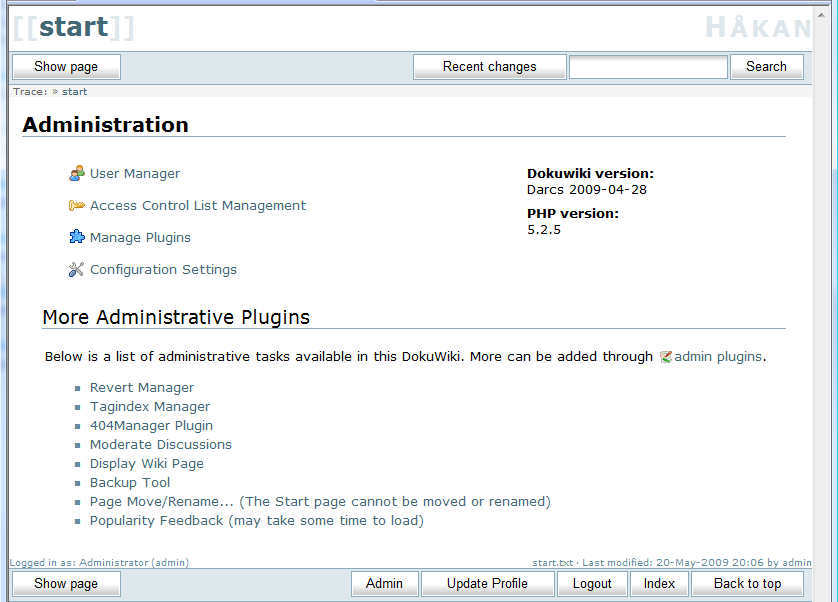 [[start]]
HÅKAN
Show page
Recent changes
Search
Trace: » start
Administration
User Manager
Access Control List Management
Manage Plugins
Configuration Settings
Dokuwiki version:
Darcs 2009-04-28
PHP version:
5.2.5
More Administrative Plugins
Below is a list of administrative tasks available in this DokuWiki. More can be added through admin plugins.
Revert Manager
Tagindex Manager
404Manager Plugin
Moderate Discussions
Display Wiki Page
Backup Tool
Page Move/Rename... (The Start page cannot be moved or renamed)
Popularity Feedback (may take some time to load)
Logged in as: Administrator (admin)
start.txt · Last modified: 20-May-2009 20:06 by admin
Show page
Admin
Update Profile
Logout
Index
Back to top